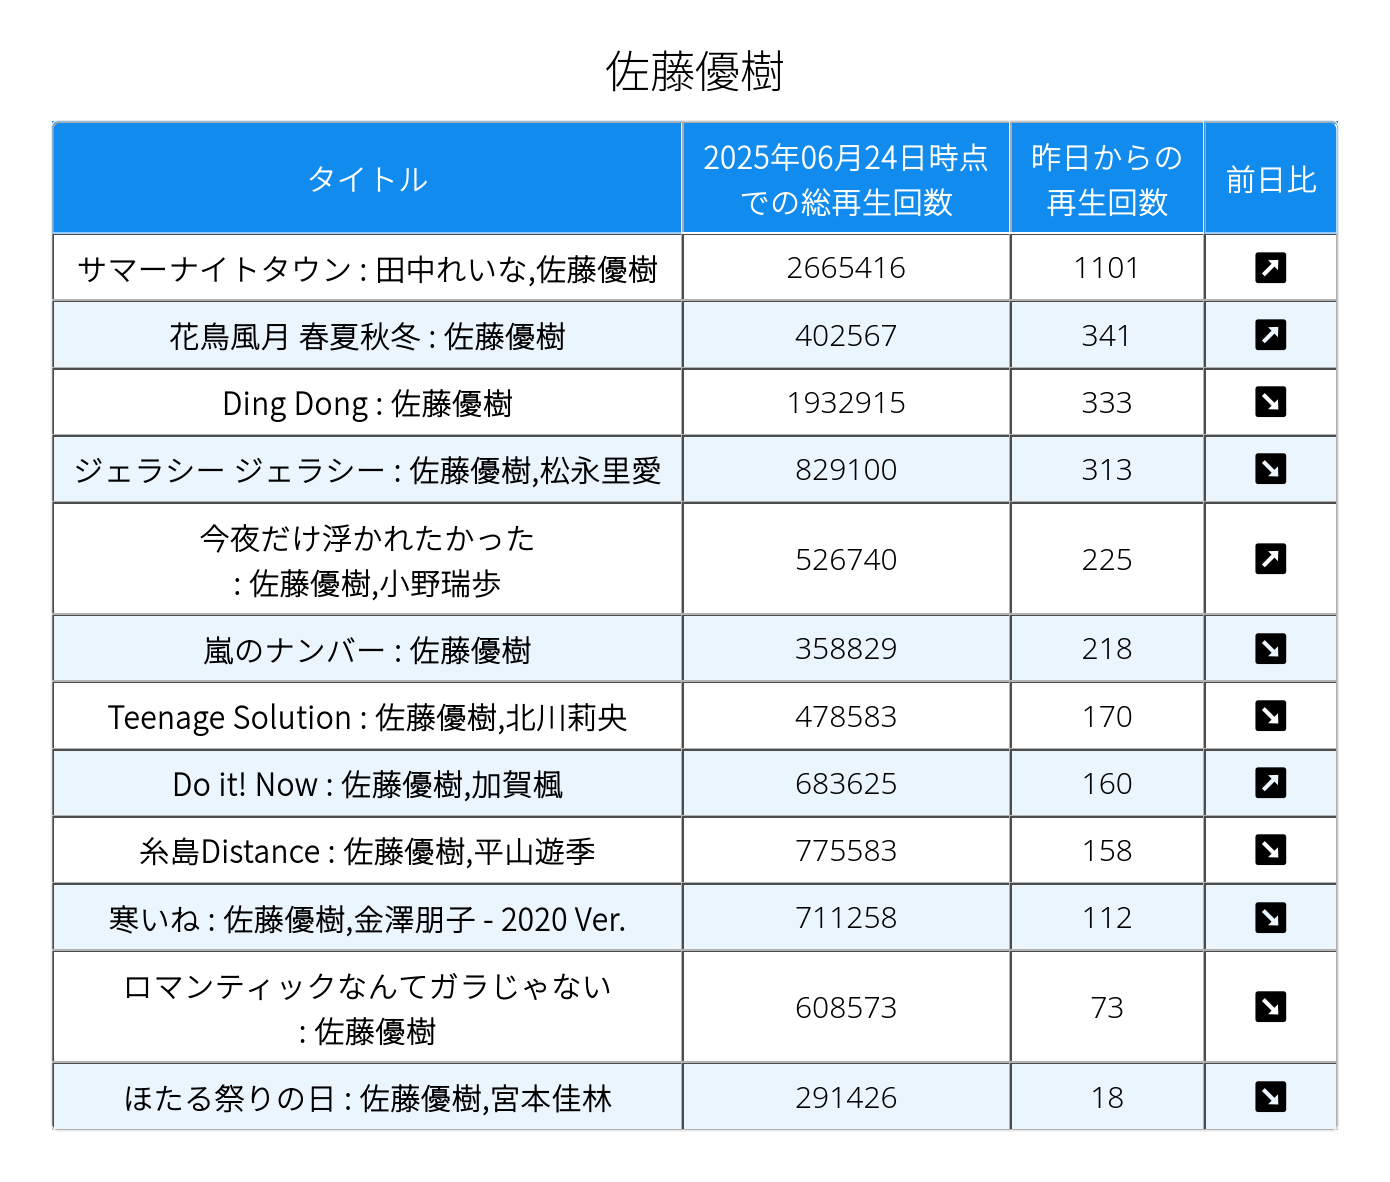 佐藤優樹
タイトル
2025年06月24日時点
での総再生回数
昨日からの
再生回数
前日比
サマーナイトタウン : 田中れいな,佐藤優樹 2665416 1101
花鳥風月 春夏秋冬 : 佐藤優樹 402567 341
Ding Dong : 佐藤優樹 1932915 333
ジェラシー ジェラシー : 佐藤優樹,松永里愛 829100 313
今夜だけ浮かれたかった
: 佐藤優樹,小野瑞歩 526740 225
嵐のナンバー : 佐藤優樹 358829 218
Teenage Solution : 佐藤優樹,北川莉央 478583 170
Do it! Now : 佐藤優樹,加賀楓 683625 160
糸島Distance : 佐藤優樹,平山遊季 775583 158
寒いね : 佐藤優樹,金澤朋子 - 2020 Ver. 711258 112
ロマンティックなんてガラじゃない
: 佐藤優樹 608573 73
ほたる祭りの日 : 佐藤優樹,宮本佳林 291426 18